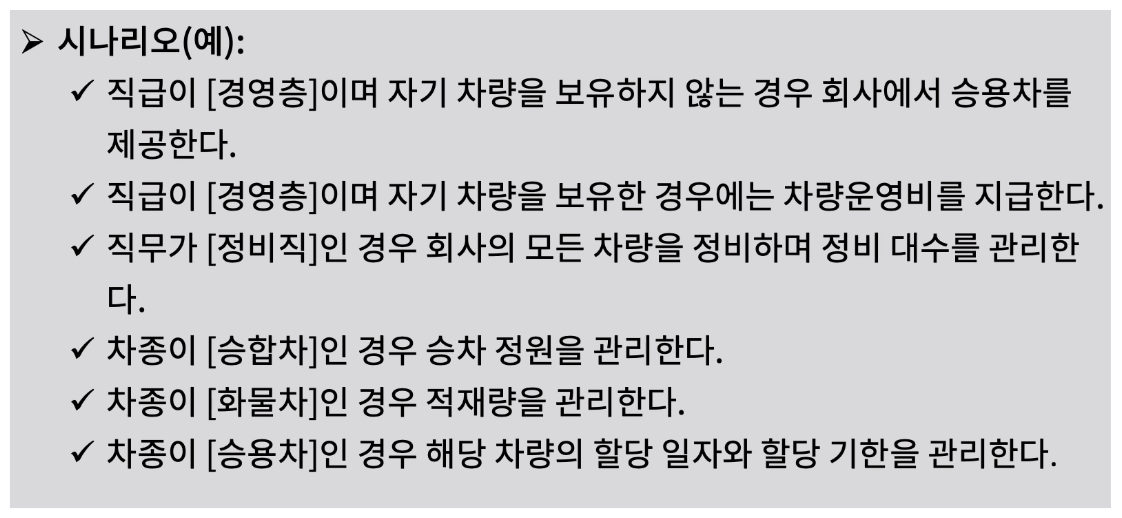 ➢ 시나리오(예):
✓ 직급이 [경영층]이며 자기 차량을 보유하지 않는 경우 회사에서 승용차를
제공한다.
✓ 직급이 [경영층]이며 자기 차량을 보유한 경우에는 차량운영비를 지급한다.
✓ 직무가 [정비직]인 경우 회사의 모든 차량을 정비하며 정비 대수를 관리한
다.
✓ 차종이 [승합차]인 경우 승차 정원을 관리한다.
✓ 차종이 [화물차]인 경우 적재량을 관리한다.
✓ 차종이 [승용차]인 경우 해당 차량의 할당 일자와 할당 기한을 관리한다.